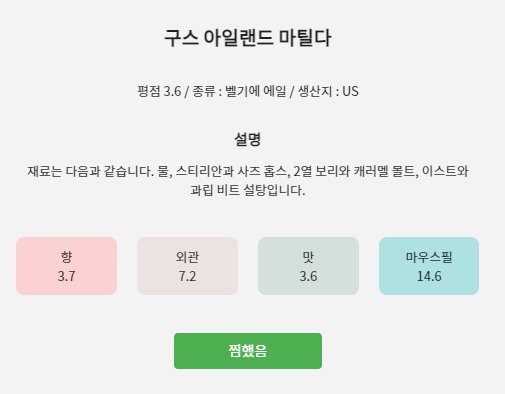 구스 아일랜드 마틸다
평점 3.6 / 종류 : 벨기에 에일 / 생산지 : US
설명
재료는 다음과 같습니다. 물, 스티리안과 사즈 홉스, 2열 보리와 캐러멜 몰트, 이스트와
과립 비트 설탕입니다.
향
3.7
외관
7.2
맛
3.6
마우스필
14.6
찜했음